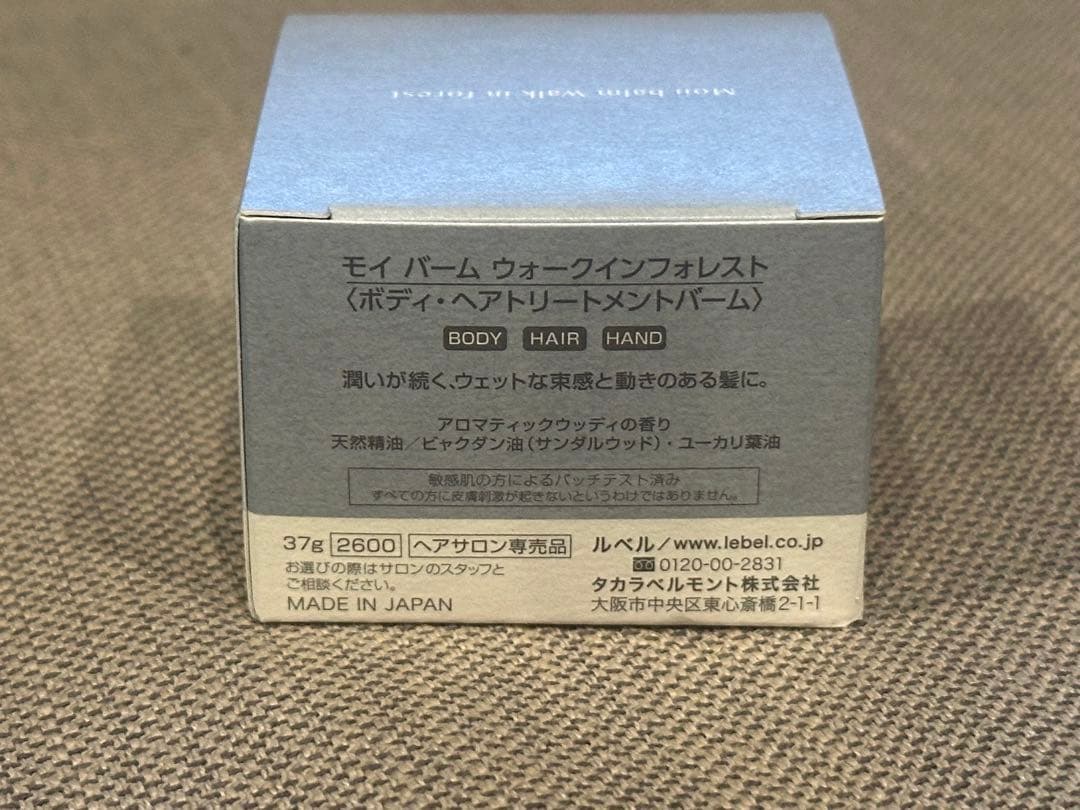 Moii balm Walk in forest
モイ バーム ウォークインフォレスト
〈ボディ・ヘアトリートメントバーム〉
BODY HAIR HAND
潤いが続く、ウェットな束感と動きのある髪に。
アロマティックウッディの香り
天然精油/ビャクダン油(サンダルウッド)・ユーカリ葉油
敏感肌の方によるパッチテスト済み
すべての方に皮膚刺激が起きないというわけではありません。
37g 2600 ヘアサロン専売品
お選びの際はサロンのスタッフと
ご相談ください。
MADE IN JAPAN
ルベル/www.lebel.co.jp
0120-00-2831
タカラベルモント株式会社
大阪市中央区東心斎橋2-1-1